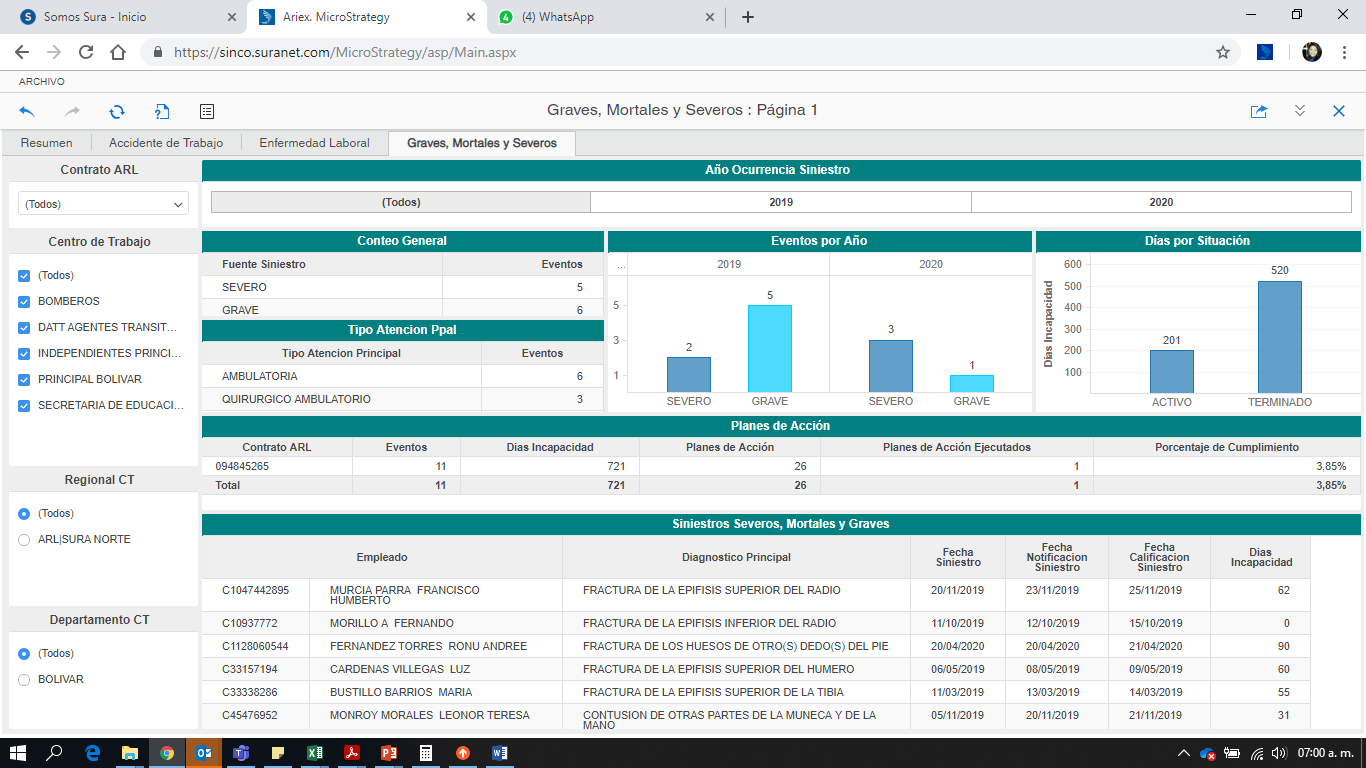 Somos Sura - Inicio
Ariex. MicroStrategy
(4) WhatsApp
https://sinco.suranet.com/MicroStrategy/asp/Main.aspx
ARCHIVO
Graves, Mortales y Severos : Página 1
Resumen Accidente de Trabajo Enfermedad Laboral Graves, Mortales y Severos
Contrato ARL
(Todos)
Centro de Trabajo
(Todos)
BOMBEROS
DATT AGENTES TRANSIT...
INDEPENDIENTES PRINCI...
PRINCIPAL BOLIVAR
SECRETARIA DE EDUCACI...
Regional CT
(Todos)
ARL|SURA NORTE
Departamento CT
(Todos)
BOLIVAR
Año Ocurrencia Siniestro
(Todos) 2019 2020
Conteo General
Fuente Siniestro Eventos
SEVERO 5
GRAVE 6
Tipo Atencion Ppal
Tipo Atencion Principal Eventos
AMBULATORIA 6
QUIRURGICO AMBULATORIO 3
Eventos por Año
... 2019 2020
5
3
1
2
5
3
1
SEVERO GRAVE SEVERO GRAVE
Días por Situación
Dias Incapacidad
600
500
400
300
200
100
201
520
ACTIVO TERMINADO
Planes de Acción
Contrato ARL Eventos Dias Incapacidad Planes de Acción Planes de Acción Ejecutados Porcentaje de Cumplimiento
094845265 11 721 26 1 3,85%
Total 11 721 26 1 3,85%
Siniestros Severos, Mortales y Graves
Empleado Diagnostico Principal Fecha Siniestro Fecha Notificacion Siniestro Fecha Calificacion Siniestro Dias Incapacidad
C1047442895 MURCIA PARRA FRANCISCO HUMBERTO FRACTURA DE LA EPIFISIS SUPERIOR DEL RADIO 20/11/2019 23/11/2019 25/11/2019 62
C10937772 MORILLO A FERNANDO FRACTURA DE LA EPIFISIS INFERIOR DEL RADIO 11/10/2019 12/10/2019 15/10/2019 0
C1128060544 FERNANDEZ TORRES RONU ANDREE FRACTURA DE LOS HUESOS DE OTRO(S) DEDO(S) DEL PIE 20/04/2020 20/04/2020 21/04/2020 90
C33157194 CARDENAS VILLEGAS LUZ FRACTURA DE LA EPIFISIS SUPERIOR DEL HUMERO 06/05/2019 08/05/2019 09/05/2019 60
C33338286 BUSTILLO BARRIOS MARIA FRACTURA DE LA EPIFISIS SUPERIOR DE LA TIBIA 11/03/2019 13/03/2019 14/03/2019 55
C45476952 MONROY MORALES LEONOR TERESA CONTUSION DE OTRAS PARTES DE LA MUNECA Y DE LA MANO 05/11/2019 20/11/2019 21/11/2019 31
07:00 a. m.